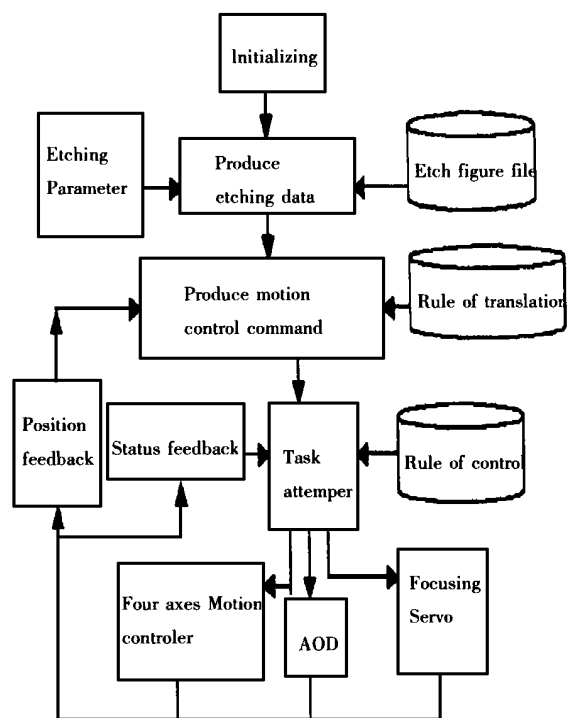 Initializing
Etching
Parameter
Produce
etching data
Etch figure file
Produce motion
control command
Rule of translation
Position
feedback
Status feedback
Task
attemper
Rule of control
Four axes Motion
controler
AOD
Focusing
Servo